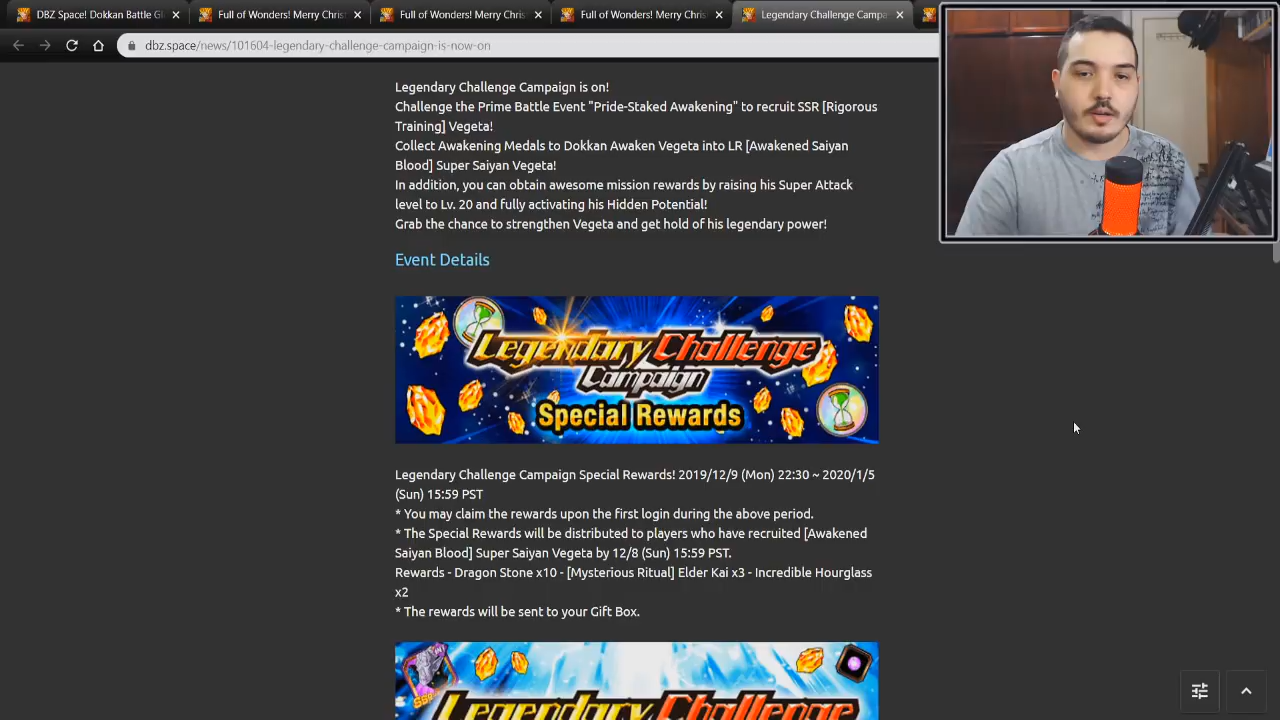 DBZ Space! Dokkan Battle Gl
Full of Wonders! Merry Chris
Full of Wonders! Merry Chris
Full of Wonders! Merry Chris
Legendary Challenge Campa
dbz.space/news/101604-legendary-challenge-campaign-is-now-on
Legendary Challenge Campaign is on!
Challenge the Prime Battle Event "Pride-Staked Awakening" to recruit SSR [Rigorous
Training] Vegeta!
Collect Awakening Medals to Dokkan Awaken Vegeta into LR [Awakened Saiyan
Blood] Super Saiyan Vegeta!
In addition, you can obtain awesome mission rewards by raising his Super Attack
level to Lv. 20 and fully activating his Hidden Potential!
Grab the chance to strengthen Vegeta and get hold of his legendary power!
Event Details
Legendary Challenge
Campaign
Special Rewards
Legendary Challenge Campaign Special Rewards! 2019/12/9 (Mon) 22:30 ~ 2020/1/5
(Sun) 15:59 PST
* You may claim the rewards upon the first login during the above period.
* The Special Rewards will be distributed to players who have recruited [Awakened
Saiyan Blood] Super Saiyan Vegeta by 12/8 (Sun) 15:59 PST.
Rewards - Dragon Stone x10 - [Mysterious Ritual] Elder Kai x3 - Incredible Hourglass
x2
* The rewards will be sent to your Gift Box.
SSR
Legendary Challenge